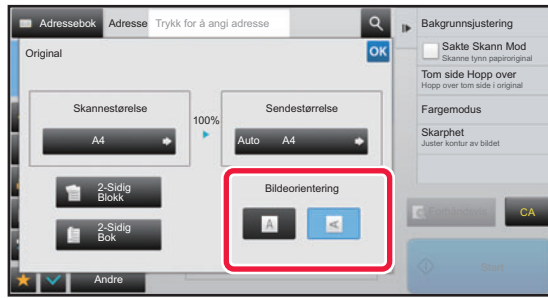 Adressebok
Adresse
Trykk for å angi adresse
Original
OK
Skannestørelse
A4
100%
Sendestørrelse
Auto A4
2-Sidig
Blokk
2-Sidig
Bok
Bildeorientering
A
A
Andre
Bakgrunnsjustering
Sakte Skann Mod
Skanne tynn papiroriginal
Tom side Hopp over
Hopp over tom side i original
Fargemodus
Skarphet
Juster kontur av bildet
Forhåndsvis
CA
Start